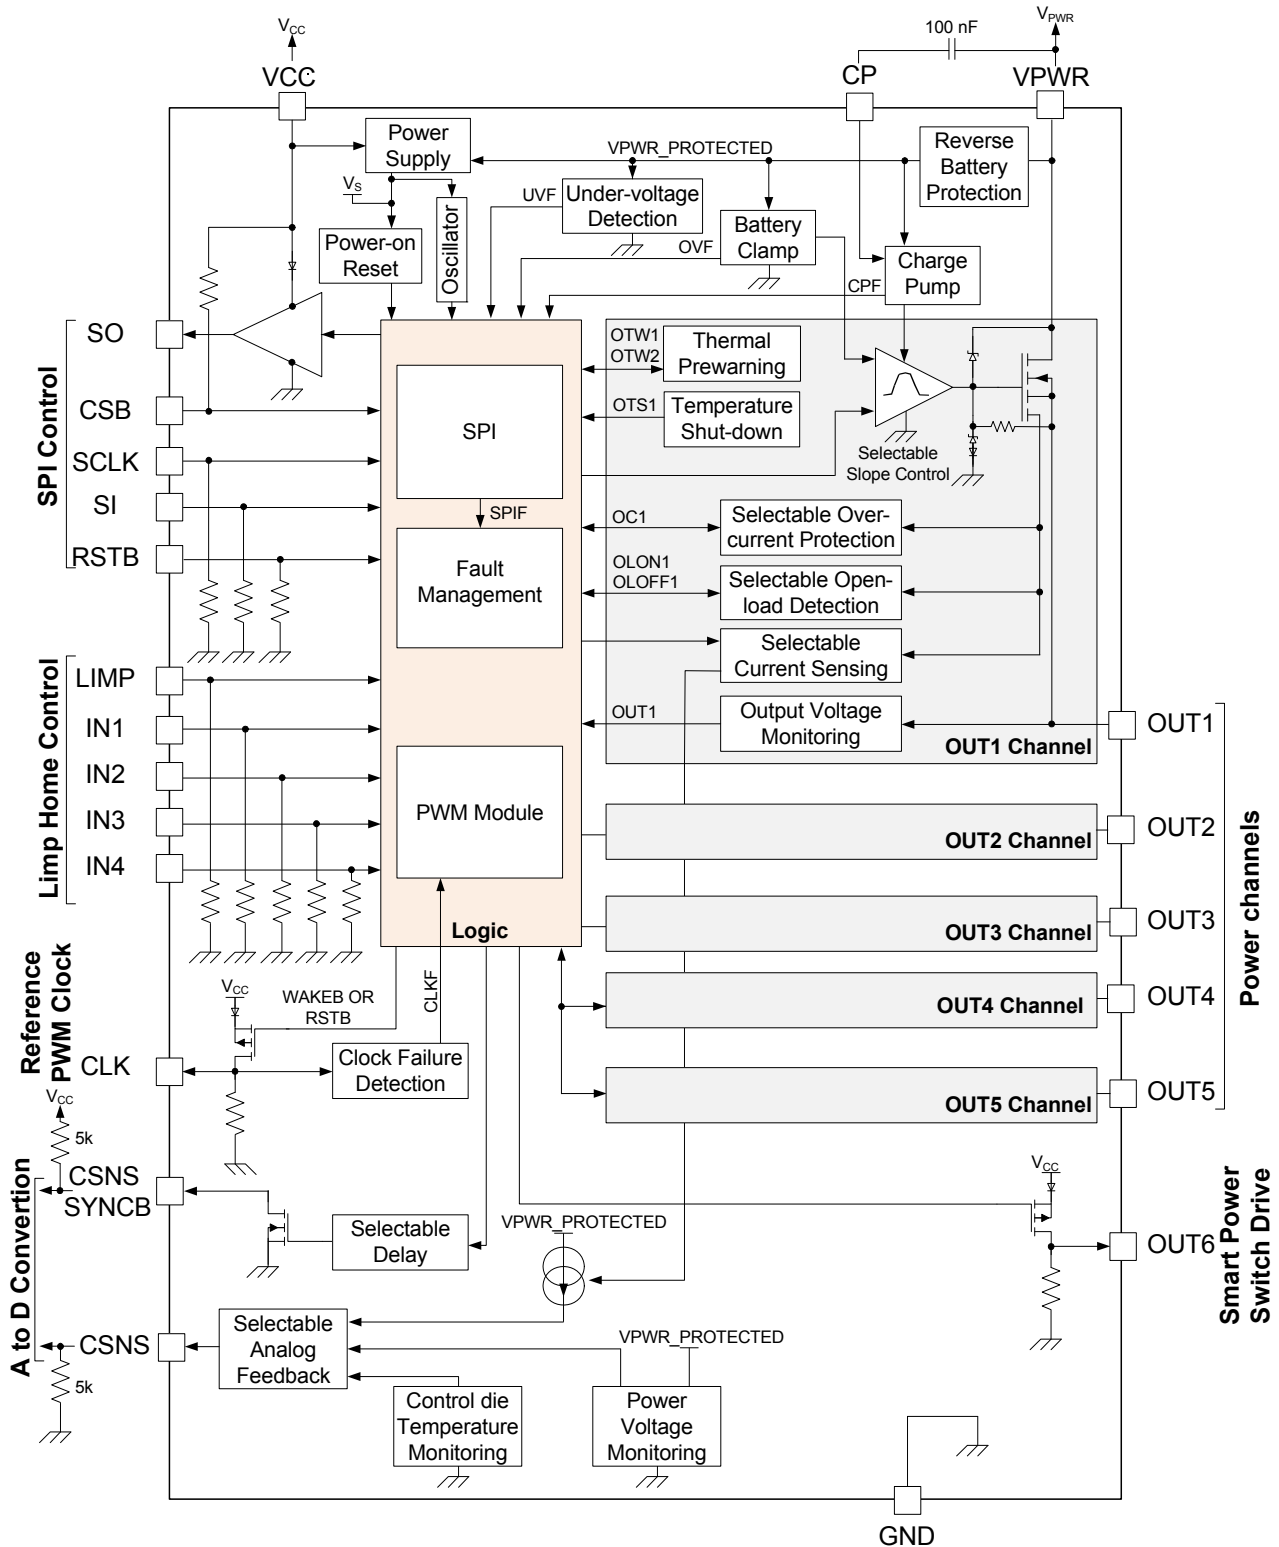 VCC
100 nF
VPWR
VCC
CP
VPWR
Power
Supply
VPWR_PROTECTED
Reverse
Battery
Protection
VS
UVF
Under-voltage
Detection
Oscillator
Power-on
Reset
OVF
Battery
Clamp
CPF
Charge
Pump
SPI Control
SO
CSB
SCLK
SI
RSTB
SPI
SPIF
Fault
Management
OTW1
OTW2
Thermal
Prewarning
OTS1
Temperature
Shut-down
Selectable
Slope Control
OC1
Selectable Over-
current Protection
OLON1
OLOFF1
Selectable Open-
load Detection
Selectable
Current Sensing
OUT1
Output Voltage
Monitoring
OUT1 Channel
OUT1
Limp Home Control
LIMP
IN1
IN2
IN3
IN4
PWM Module
Logic
OUT2 Channel
OUT2
OUT3 Channel
OUT3
OUT4 Channel
OUT4
OUT5 Channel
OUT5
Power channels
Reference
PWM Clock
VCC
WAKEB OR
RSTB
CLKF
CLK
Clock Failure
Detection
VCC
5k
A to D Convertion
CSNS
SYNCB
Selectable
Delay
VPWR_PROTECTED
VCC
OUT6
Smart Power
Switch Drive
CSNS
5k
Selectable
Analog
Feedback
VPWR_PROTECTED
Control die
Temperature
Monitoring
Power
Voltage
Monitoring
GND